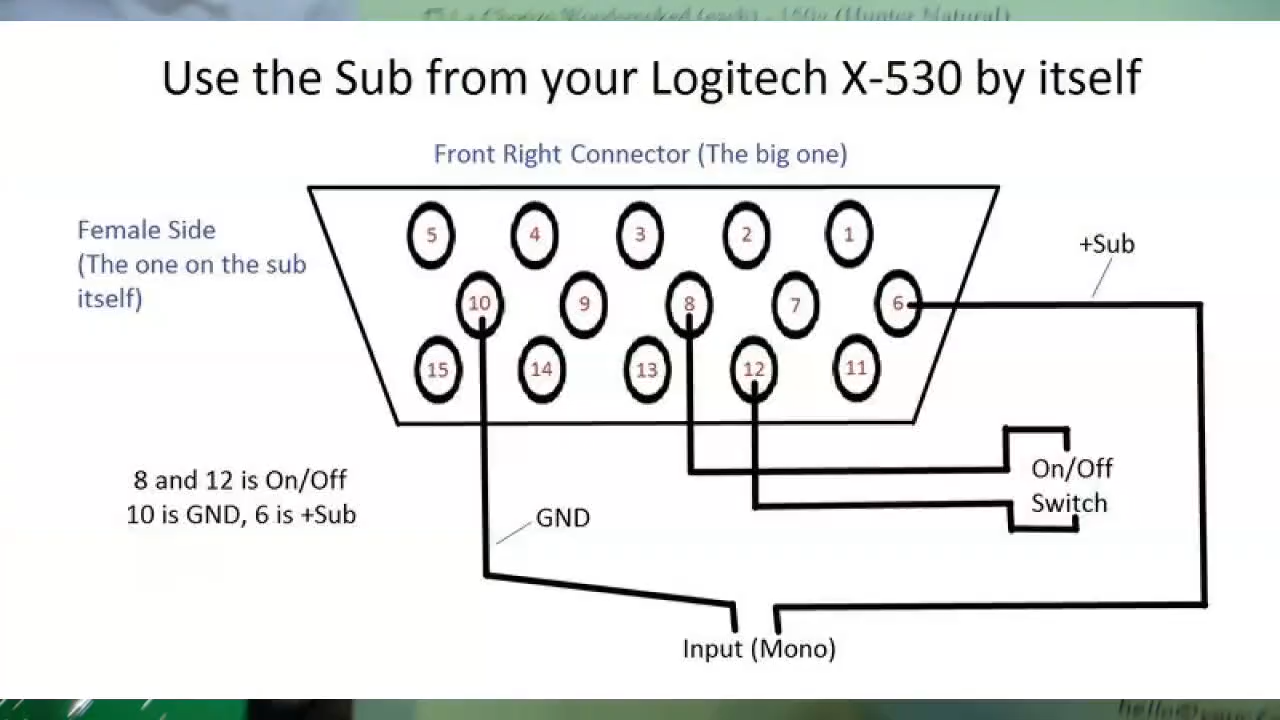 (Hunter Natural)
Use the Sub from your Logitech X-530 by itself
Front Right Connector (The big one)
Female Side
(The one on the sub
itself)
+Sub
5 4 3 2 1
10 9 8 7 6
15 14 13 12 11
8 and 12 is On/Off
10 is GND, 6 is +Sub
On/Off
Switch
GND
Input (Mono)